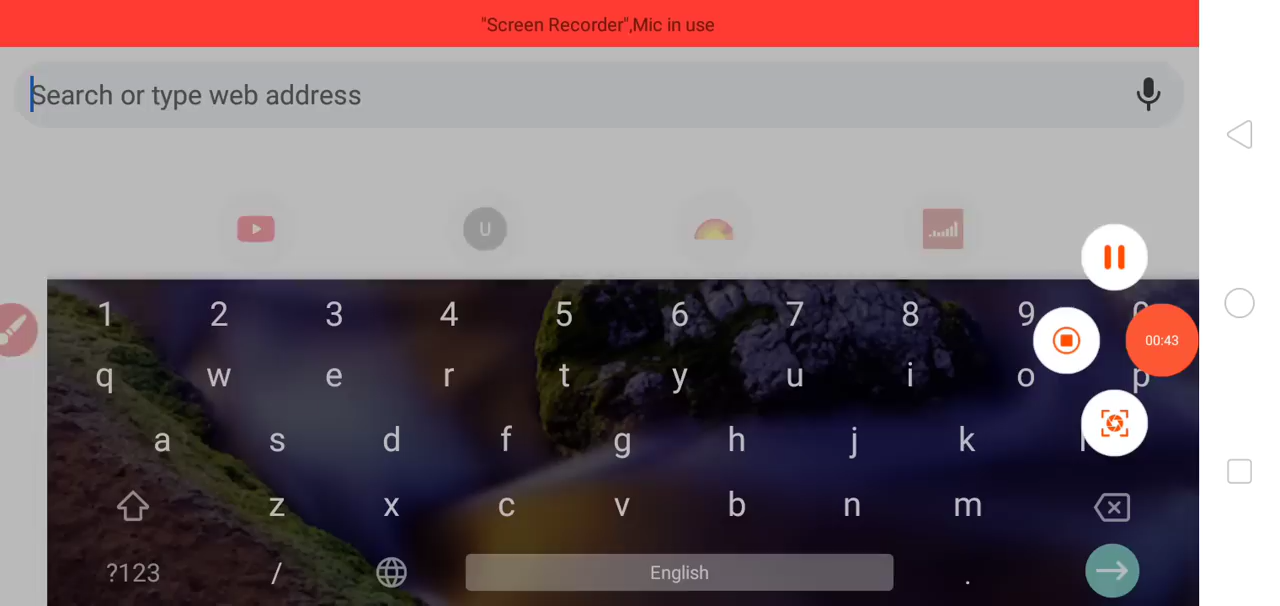 "Screen Recorder",Mic in use
Search or type web address
U
1 2 3 4 5 6 7 8 9
00:43
q w e r t y u i o p
a s d f g h j k
z x c v b n m
?123 / English .